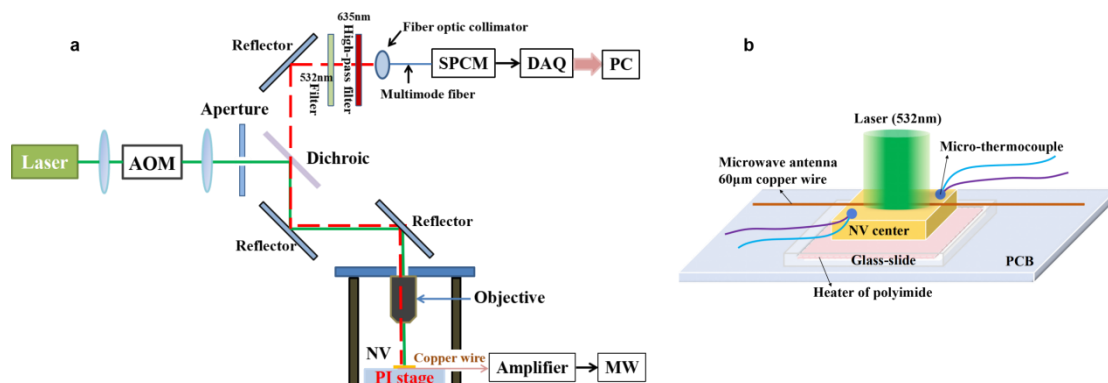 a
Reflector
635nm
High-pass filter
532nm
Filter
Fiber optic collimator
SPCM
DAQ
PC
Multimode fiber
Aperture
Laser
AOM
Dichroic
Reflector
Reflector
Objective
NV
Copper wire
PI stage
Amplifier
MW
b
Laser (532nm)
Micro-thermocouple
Microwave antenna
60μm copper wire
NV center
Glass-slide
PCB
Heater of polyimide